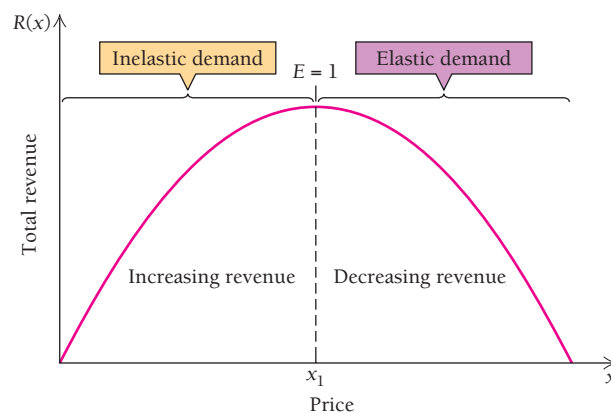 R(x)
Inelastic demand
Elastic demand
E = 1
Total revenue
Increasing revenue
Decreasing revenue
x₁
x
Price